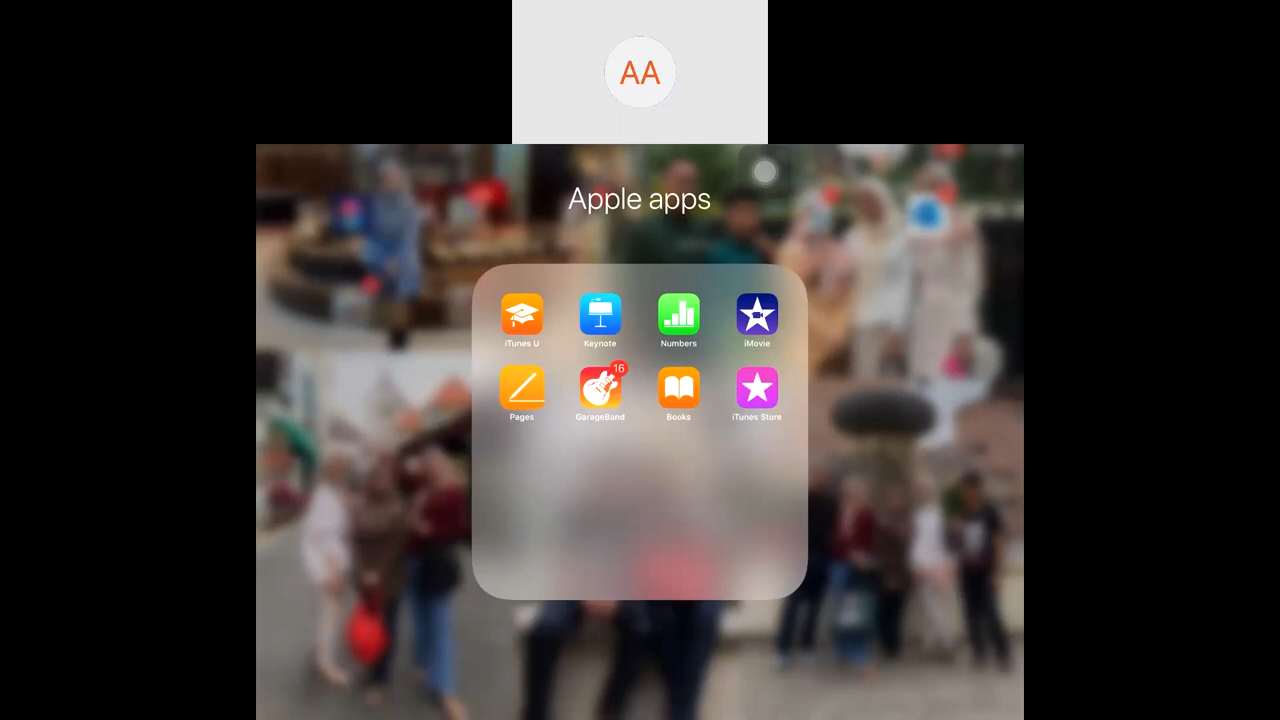 AA
Apple apps
iTunes U Keynote Numbers iMovie
16
Pages GarageBand Books iTunes Store